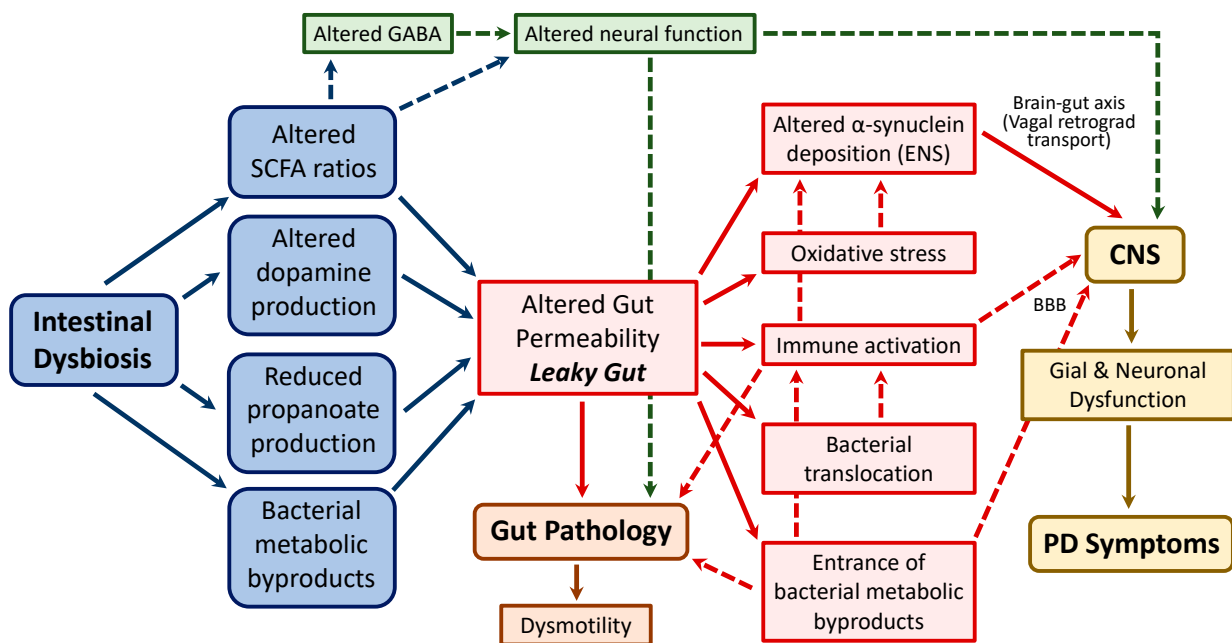 Altered GABA
Altered neural function
Altered
SCFA ratios
Altered
dopamine
production
Intestinal
Dysbiosis
Reduced
propanoate
production
Bacterial
metabolic
byproducts
Altered Gut
Permeability
Leaky Gut
Gut Pathology
Dysmotility
Altered α-synuclein
deposition (ENS)
Oxidative stress
Immune activation
Bacterial
translocation
Entrance of
bacterial metabolic
byproducts
Brain-gut axis
(Vagal retrograd
transport)
CNS
BBB
Gial & Neuronal
Dysfunction
PD Symptoms